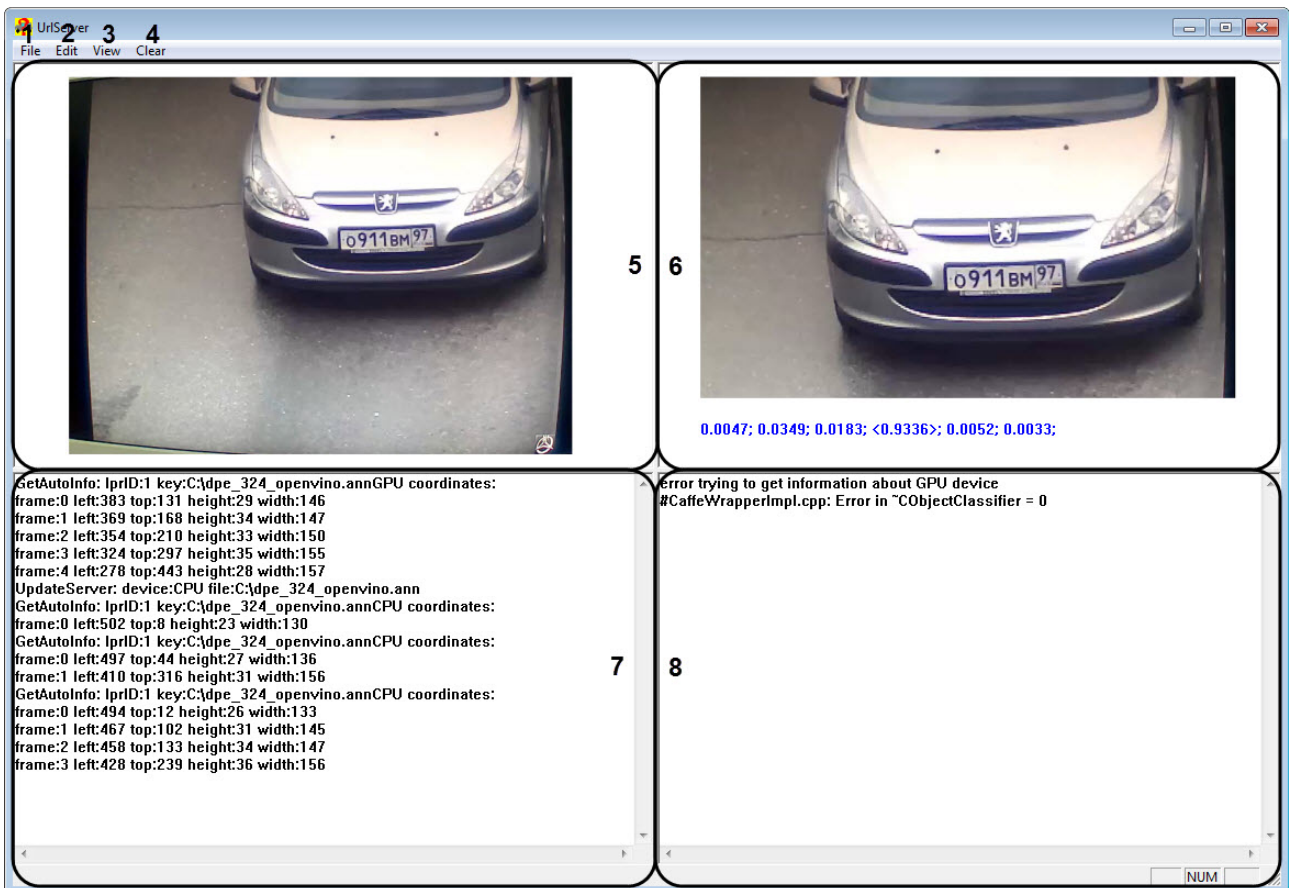 UrlServer
1 2 3 4
File Edit View Clear
О911ВМ 97
5
6
О911ВМ 97
0.0047; 0.0349; 0.0183; <0.9336>; 0.0052; 0.0033;
GetAutoInfo: lprID:1 key:C:\dpe_324_openvino.annGPU coordinates:
frame:0 left:383 top:131 height:29 width:146
frame:1 left:369 top:168 height:34 width:147
frame:2 left:354 top:210 height:33 width:150
frame:3 left:324 top:297 height:35 width:155
frame:4 left:278 top:443 height:28 width:157
UpdateServer: device:CPU file:C:\dpe_324_openvino.ann
GetAutoInfo: lprID:1 key:C:\dpe_324_openvino.annCPU coordinates:
frame:0 left:502 top:8 height:23 width:130
GetAutoInfo: lprID:1 key:C:\dpe_324_openvino.annCPU coordinates:
frame:0 left:497 top:44 height:27 width:136
frame:1 left:410 top:316 height:31 width:156
GetAutoInfo: lprID:1 key:C:\dpe_324_openvino.annCPU coordinates:
frame:0 left:494 top:12 height:26 width:133
frame:1 left:467 top:102 height:31 width:145
frame:2 left:458 top:133 height:34 width:147
frame:3 left:428 top:239 height:36 width:156
7
error trying to get information about GPU device
#CaffeWrapperImpl.cpp: Error in ~CObjectClassifier = 0
8
NUM